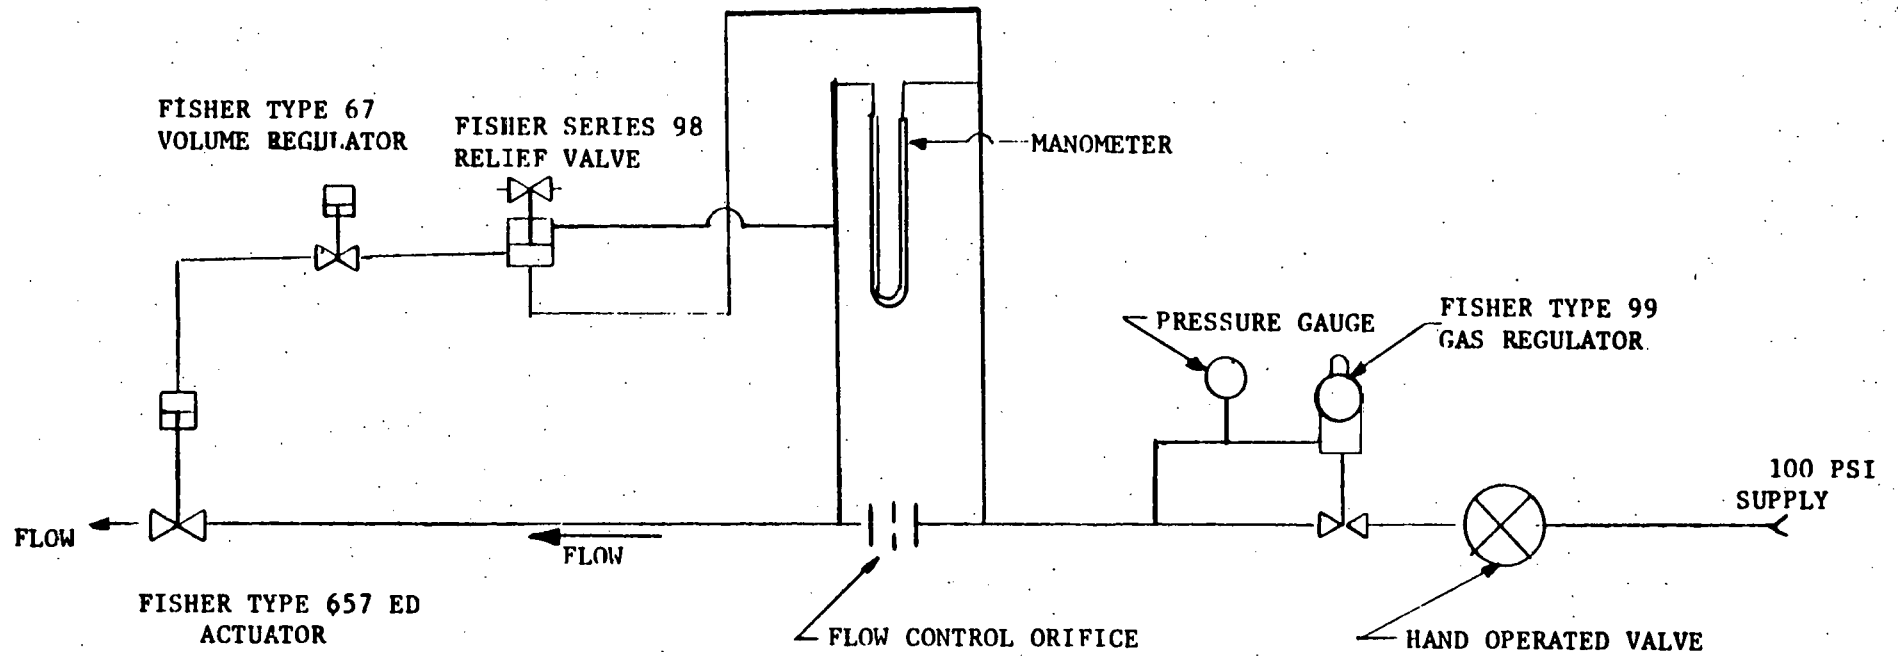 FISHER TYPE 67
VOLUME REGULATOR
FISHER SERIES 98
RELIEF VALVE
MANOMETER
PRESSURE GAUGE
FISHER TYPE 99
GAS REGULATOR
100 PSI
SUPPLY
FLOW
FLOW
FISHER TYPE 657 ED
ACTUATOR
FLOW CONTROL ORIFICE
HAND OPERATED VALVE